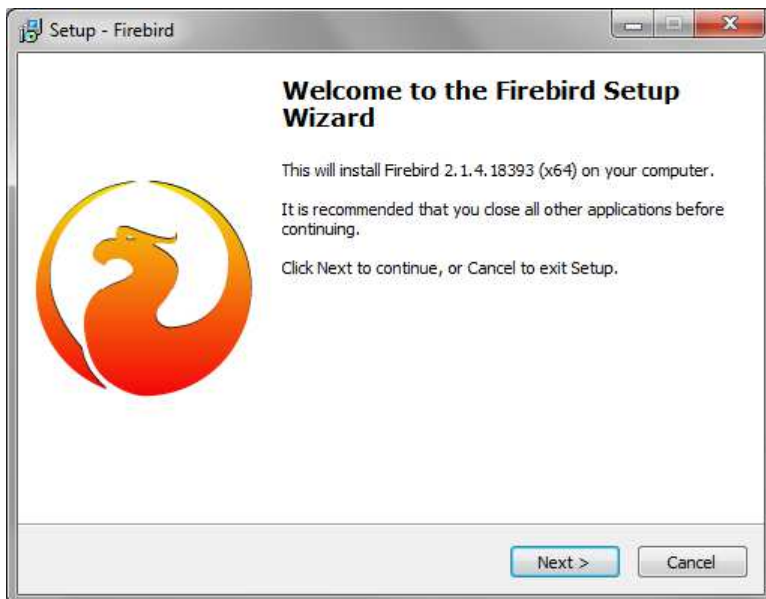 Setup - Firebird
Welcome to the Firebird Setup
Wizard
This will install Firebird 2.1.4.18393 (x64) on your computer.
It is recommended that you close all other applications before
continuing.
Click Next to continue, or Cancel to exit Setup.
Next >
Cancel